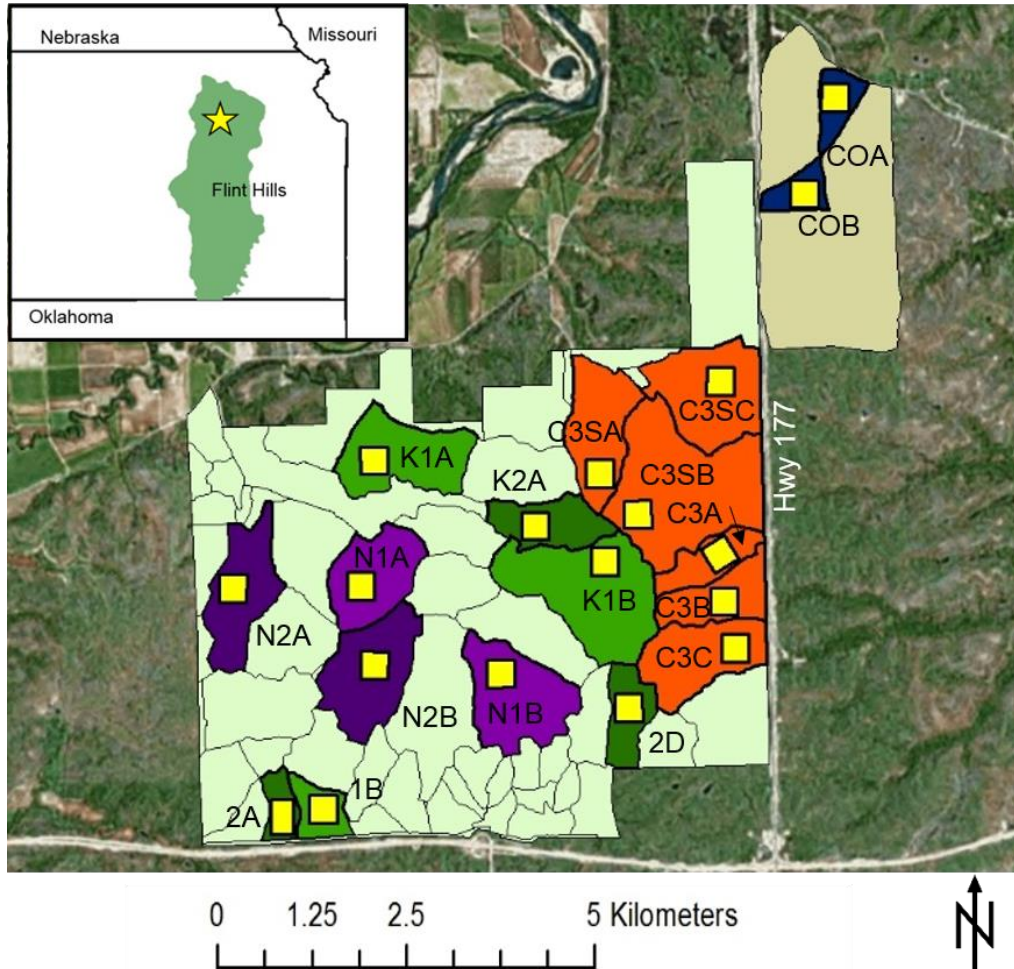 Nebraska
Missouri
Flint Hills
Oklahoma
COA
COB
Hwy 177
C3SC
C3SA
K1A
K2A
C3SB
C3A
N1A
K1B
C3B
N2A
C3C
N2B
N1B
2D
1B
2A
0 1.25 2.5 5 Kilometers
N